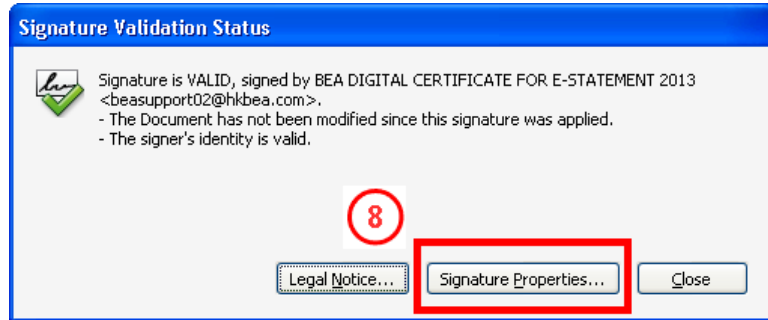 Signature Validation Status
Signature is VALID, signed by BEA DIGITAL CERTIFICATE FOR E-STATEMENT 2013
<beasupport02@hkbea.com>.
- The Document has not been modified since this signature was applied.
- The signer's identity is valid.
8
Legal Notice... Signature Properties... Close